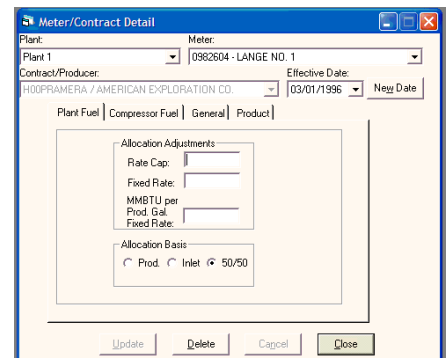 Meter/Contract Detail
Plant: Meter:
Plant 1 0982604 - LANGE NO. 1
Contract/Producer: Effective Date:
H00PRAMERA / AMERICAN EXPLORATION CO. 03/01/1996 New Date
Plant Fuel Compressor Fuel General Product
Allocation Adjustments
Rate Cap:
Fixed Rate:
MMBTU per
Prod. Gal.
Fixed Rate:
Allocation Basis
Prod. Inlet 50/50
Update Delete Cancel Close